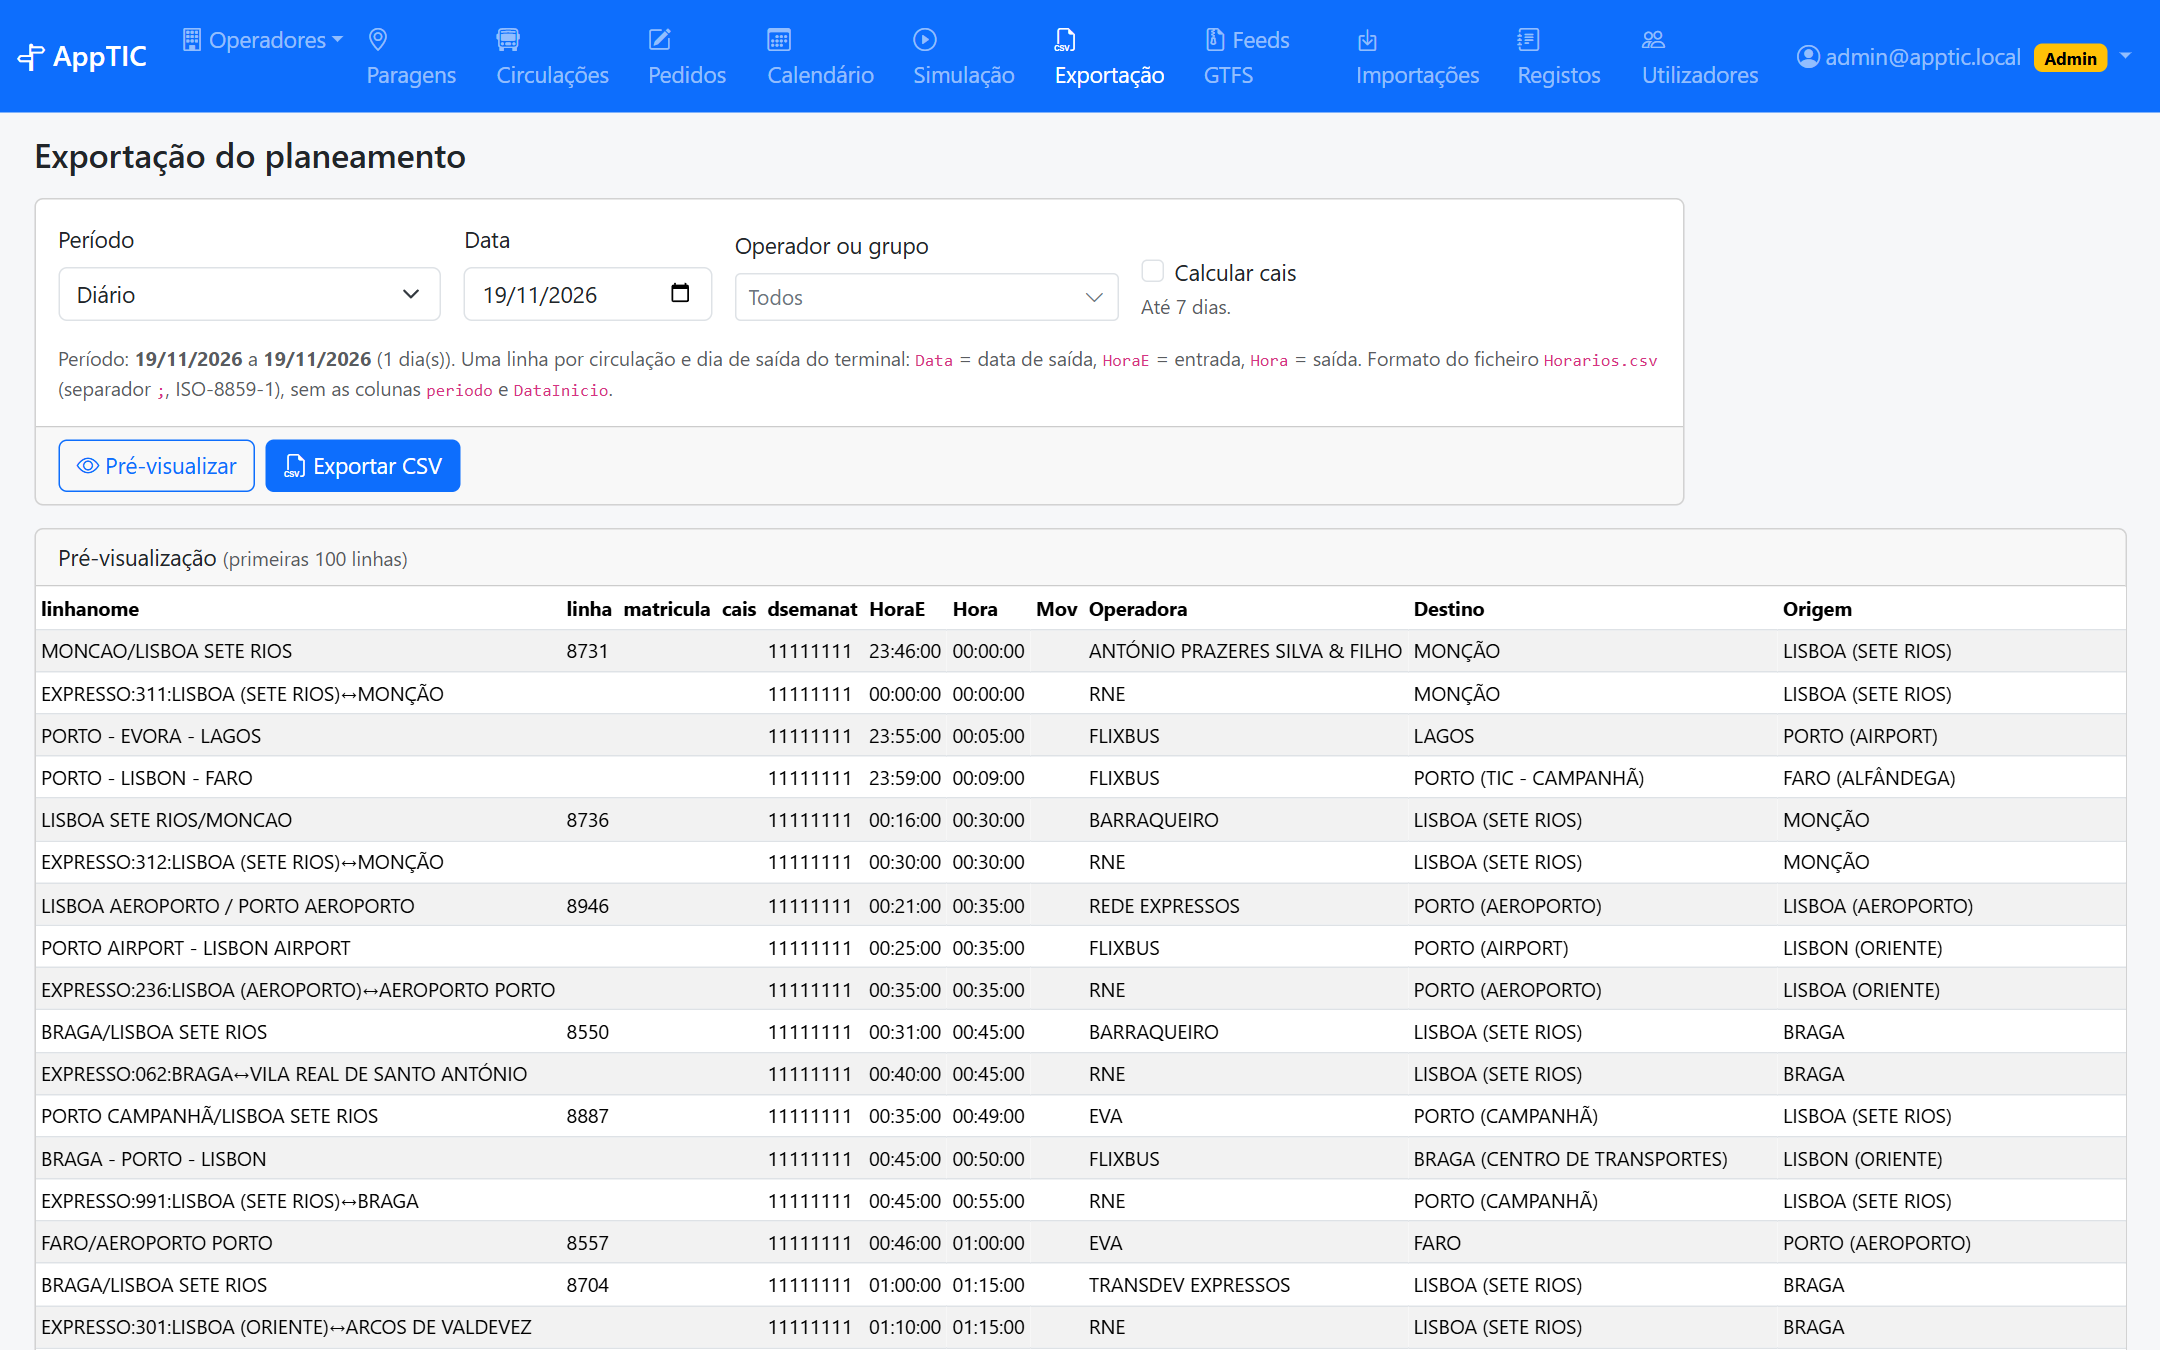 AppTIC
Operadores
Paragens
Circulações
Pedidos
Calendário
Simulação
Exportação
Feeds GTFS
Importações
Registos
Utilizadores
admin@apptic.local Admin
Exportação do planeamento
Período
Diário
Data
19/11/2026
Operador ou grupo
Todos
Calcular cais
Até 7 dias.
Período: 19/11/2026 a 19/11/2026 (1 dia(s)). Uma linha por circulação e dia de saída do terminal: Data = data de saída, HoraE = entrada, Hora = saída. Formato do ficheiro Horarios.csv
(separador ;, ISO-8859-1), sem as colunas periodo e DataInicio.
Pré-visualizar
Exportar CSV
Pré-visualização (primeiras 100 linhas)
linhanome linha matricula cais dsemanat HoraE Hora Mov Operadora Destino Origem
MONCAO/LISBOA SETE RIOS 8731 11111111 23:46:00 00:00:00 ANTÓNIO PRAZERES SILVA & FILHO MONÇÃO LISBOA (SETE RIOS)
EXPRESSO:311:LISBOA (SETE RIOS)↔MONÇÃO 11111111 00:00:00 00:00:00 RNE MONÇÃO LISBOA (SETE RIOS)
PORTO - EVORA - LAGOS 11111111 23:55:00 00:05:00 FLIXBUS LAGOS PORTO (AIRPORT)
PORTO - LISBON - FARO 11111111 23:59:00 00:09:00 FLIXBUS PORTO (TIC - CAMPANHÃ) FARO (ALFÂNDEGA)
LISBOA SETE RIOS/MONCAO 8736 11111111 00:16:00 00:30:00 BARRAQUEIRO LISBOA (SETE RIOS) MONÇÃO
EXPRESSO:312:LISBOA (SETE RIOS)↔MONÇÃO 11111111 00:30:00 00:30:00 RNE LISBOA (SETE RIOS) MONÇÃO
LISBOA AEROPORTO / PORTO AEROPORTO 8946 11111111 00:21:00 00:35:00 REDE EXPRESSOS PORTO (AEROPORTO) LISBOA (AEROPORTO)
PORTO AIRPORT - LISBON AIRPORT 11111111 00:25:00 00:35:00 FLIXBUS PORTO (AIRPORT) LISBON (ORIENTE)
EXPRESSO:236:LISBOA (AEROPORTO)↔AEROPORTO PORTO 11111111 00:35:00 00:35:00 RNE PORTO (AEROPORTO) LISBOA (ORIENTE)
BRAGA/LISBOA SETE RIOS 8550 11111111 00:31:00 00:45:00 BARRAQUEIRO LISBOA (SETE RIOS) BRAGA
EXPRESSO:062:BRAGA↔VILA REAL DE SANTO ANTÓNIO 11111111 00:40:00 00:45:00 RNE LISBOA (SETE RIOS) BRAGA
PORTO CAMPANHÃ/LISBOA SETE RIOS 8887 11111111 00:35:00 00:49:00 EVA PORTO (CAMPANHÃ) LISBOA (SETE RIOS)
BRAGA - PORTO - LISBON 11111111 00:45:00 00:50:00 FLIXBUS BRAGA (CENTRO DE TRANSPORTES) LISBON (ORIENTE)
EXPRESSO:991:LISBOA (SETE RIOS)↔BRAGA 11111111 00:45:00 00:55:00 RNE PORTO (CAMPANHÃ) LISBOA (SETE RIOS)
FARO/AEROPORTO PORTO 8557 11111111 00:46:00 01:00:00 EVA FARO PORTO (AEROPORTO)
BRAGA/LISBOA SETE RIOS 8704 11111111 01:00:00 01:15:00 TRANSDEV EXPRESSOS LISBOA (SETE RIOS) BRAGA
EXPRESSO:301:LISBOA (ORIENTE)↔ARCOS DE VALDEVEZ 11111111 01:10:00 01:15:00 RNE LISBOA (SETE RIOS) BRAGA